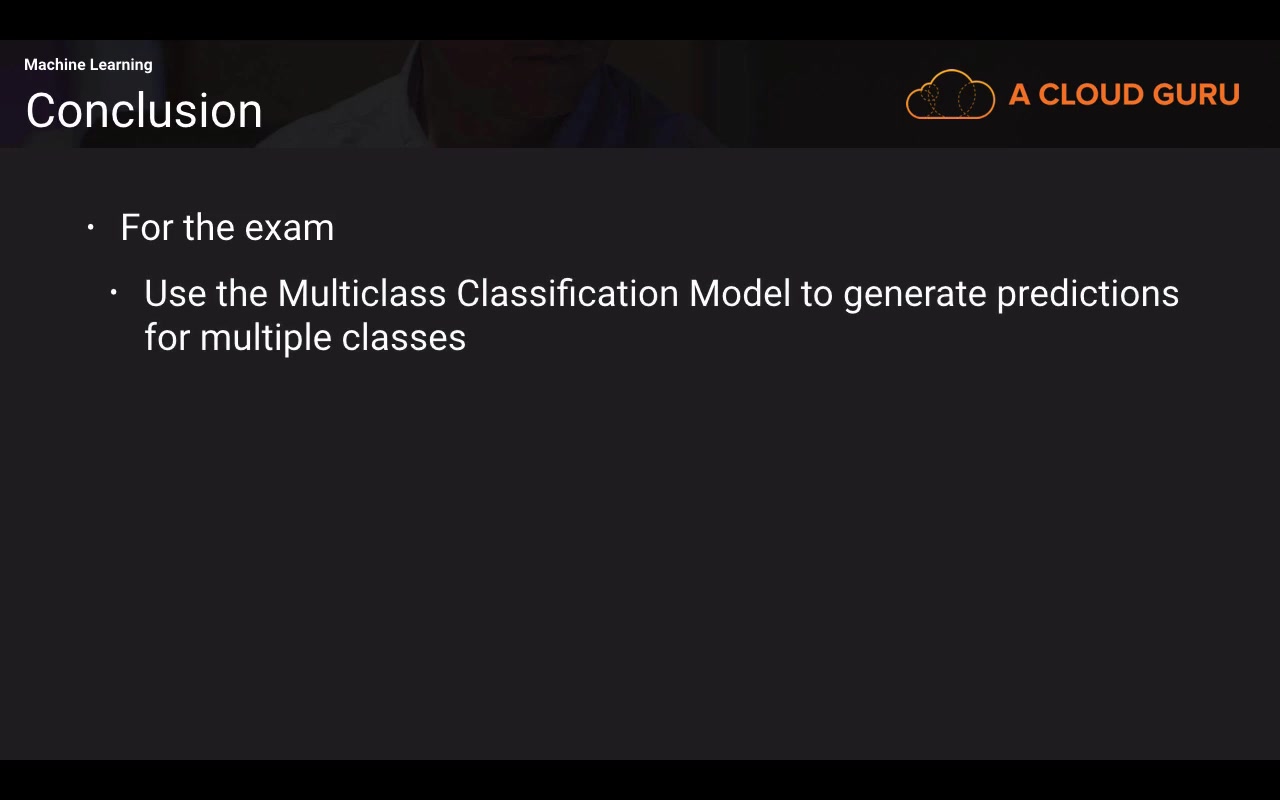 Machine Learning
Conclusion
A CLOUD GURU
· For the exam
· Use the Multiclass Classification Model to generate predictions
for multiple classes